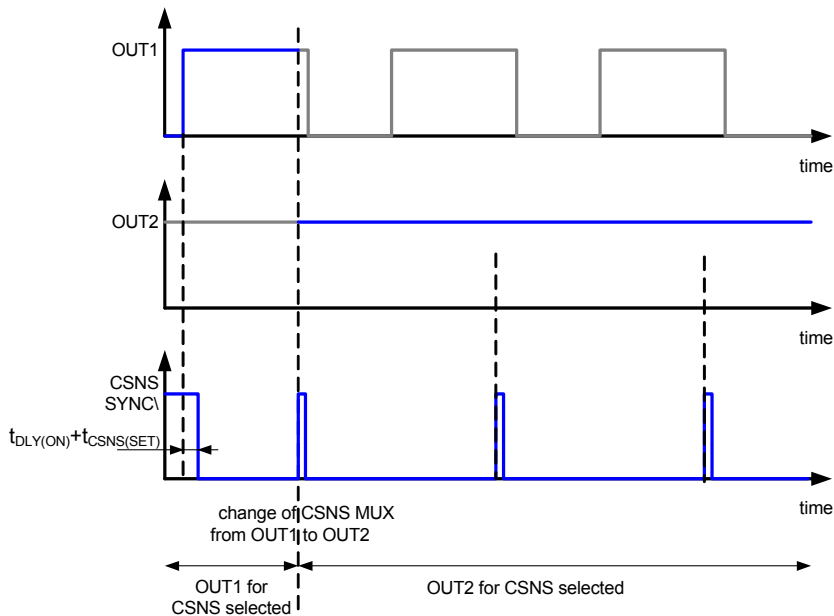 OUT1
time
OUT2
time
CSNS
SYNC\
tDLY(ON)+tCSNS(SET)
time
change of CSNS MUX
from OUT1 to OUT2
OUT1 for
CSNS selected
OUT2 for CSNS selected